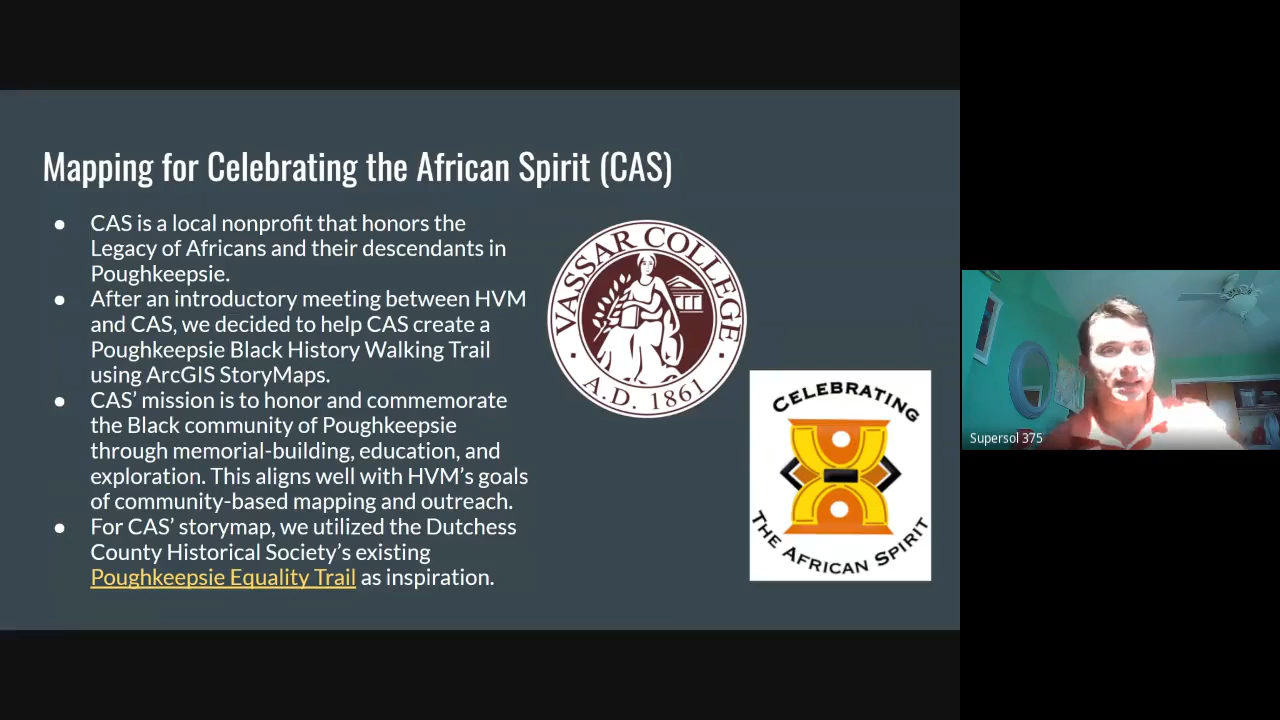 Mapping for Celebrating the African Spirit (CAS)
● CAS is a local nonprofit that honors the
Legacy of Africans and their descendants in
Poughkeepsie.
● After an introductory meeting between HVM
and CAS, we decided to help CAS create a
Poughkeepsie Black History Walking Trail
using ArcGIS StoryMaps.
● CAS’ mission is to honor and commemorate
the Black community of Poughkeepsie
through memorial-building, education, and
exploration. This aligns well with HVM’s goals
of community-based mapping and outreach.
● For CAS’ storymap, we utilized the Dutchess
County Historical Society’s existing
Poughkeepsie Equality Trail as inspiration.
VASSAR COLLEGE
· A.D. 1861 ·
CELEBRATING
THE AFRICAN SPIRIT
Supersol 375